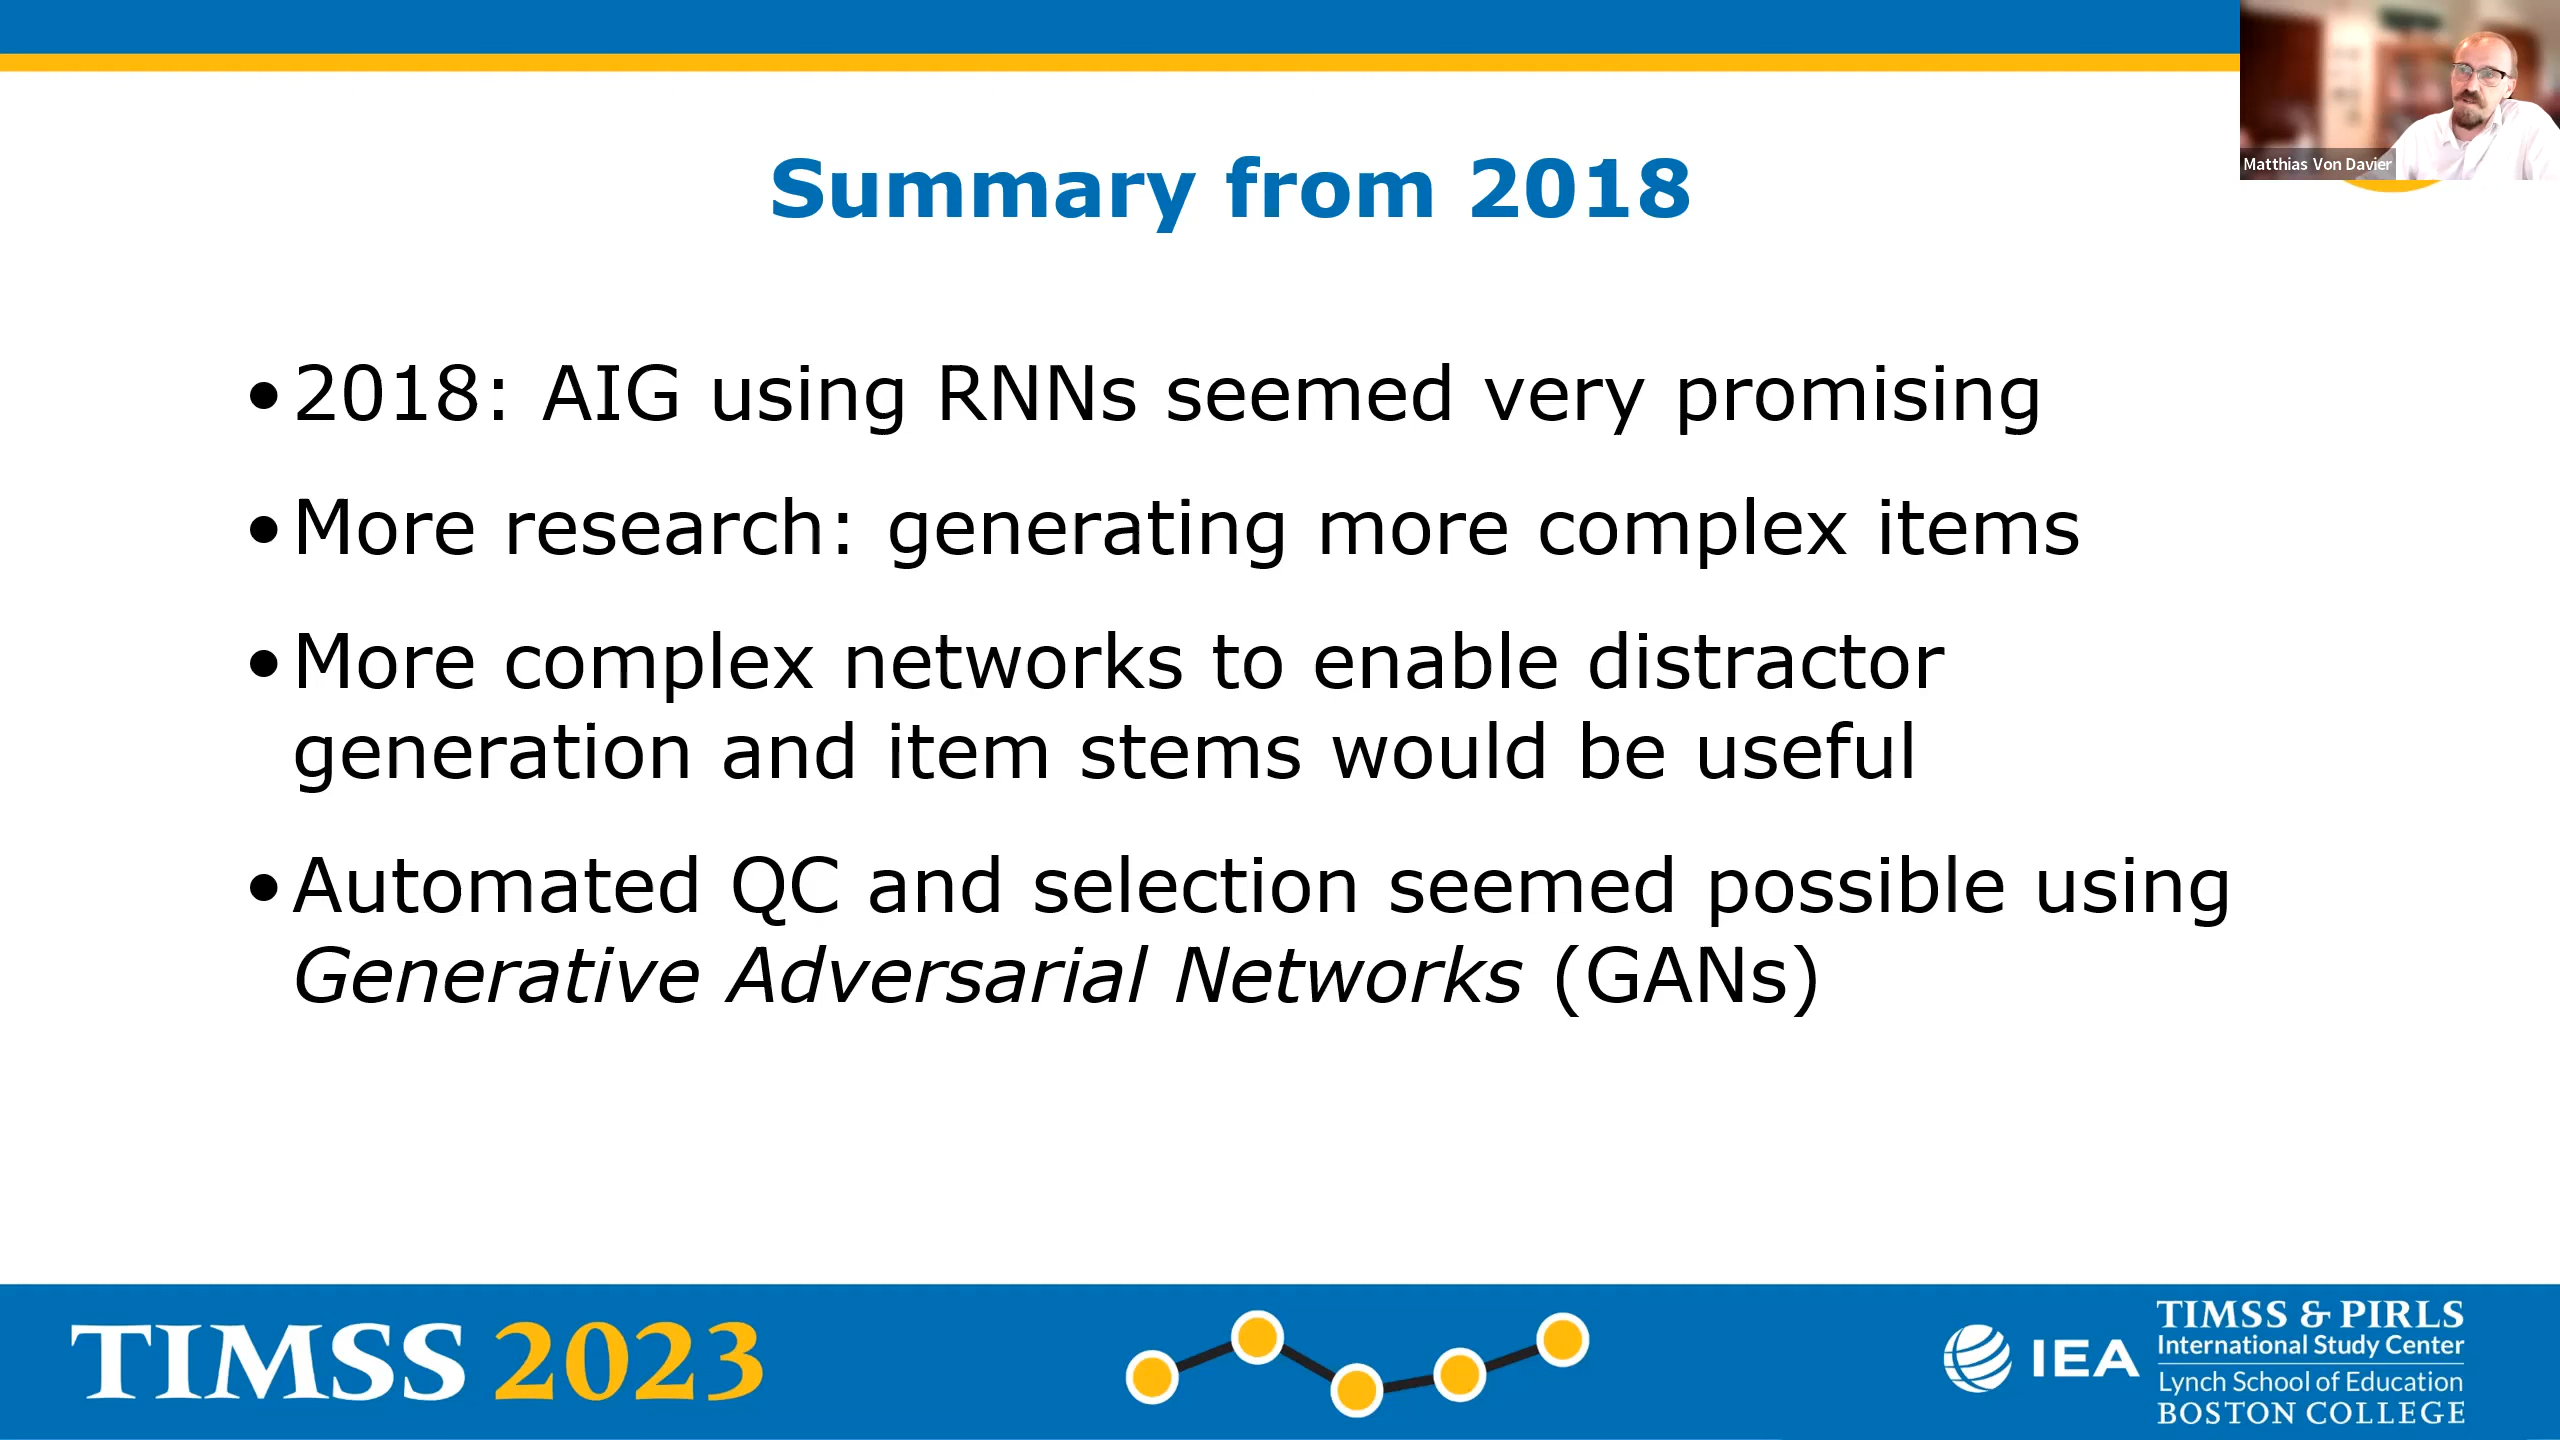 Matthias Von Davier
Summary from 2018
•2018: AIG using RNNs seemed very promising
•More research: generating more complex items
•More complex networks to enable distractor
generation and item stems would be useful
•Automated QC and selection seemed possible using
Generative Adversarial Networks (GANs)
TIMSS 2023
IEA
TIMSS & PIRLS
International Study Center
Lynch School of Education
BOSTON COLLEGE